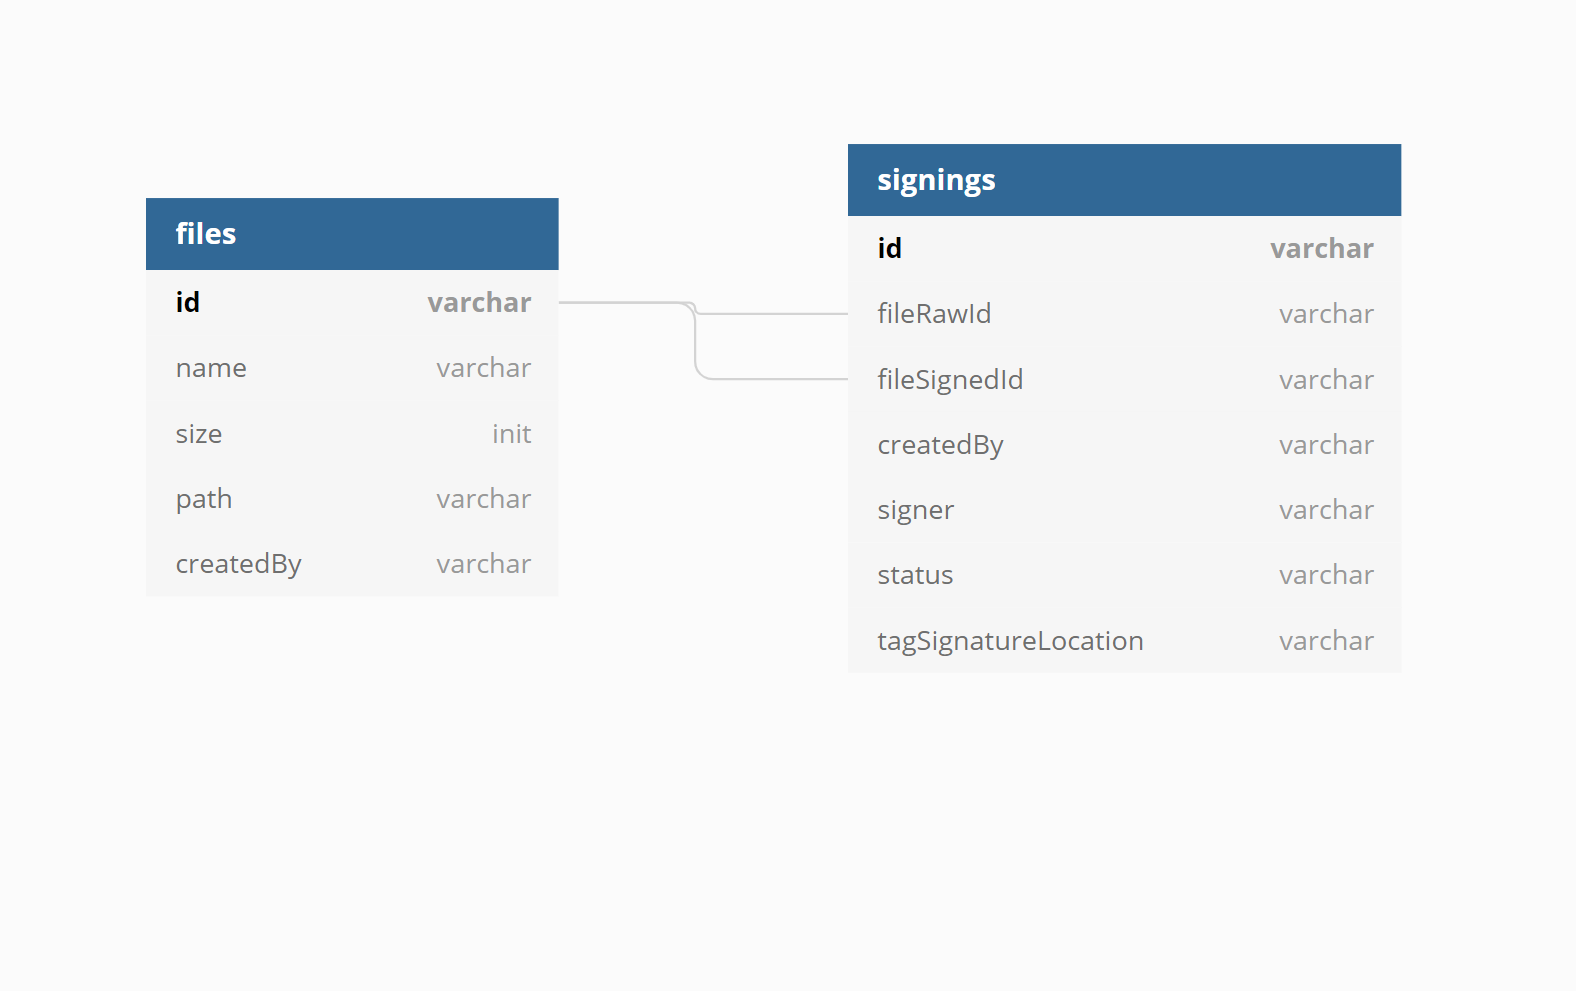 files
id varchar
name varchar
size init
path varchar
createdBy varchar
signings
id varchar
fileRawId varchar
fileSignedId varchar
createdBy varchar
signer varchar
status varchar
tagSignatureLocation varchar